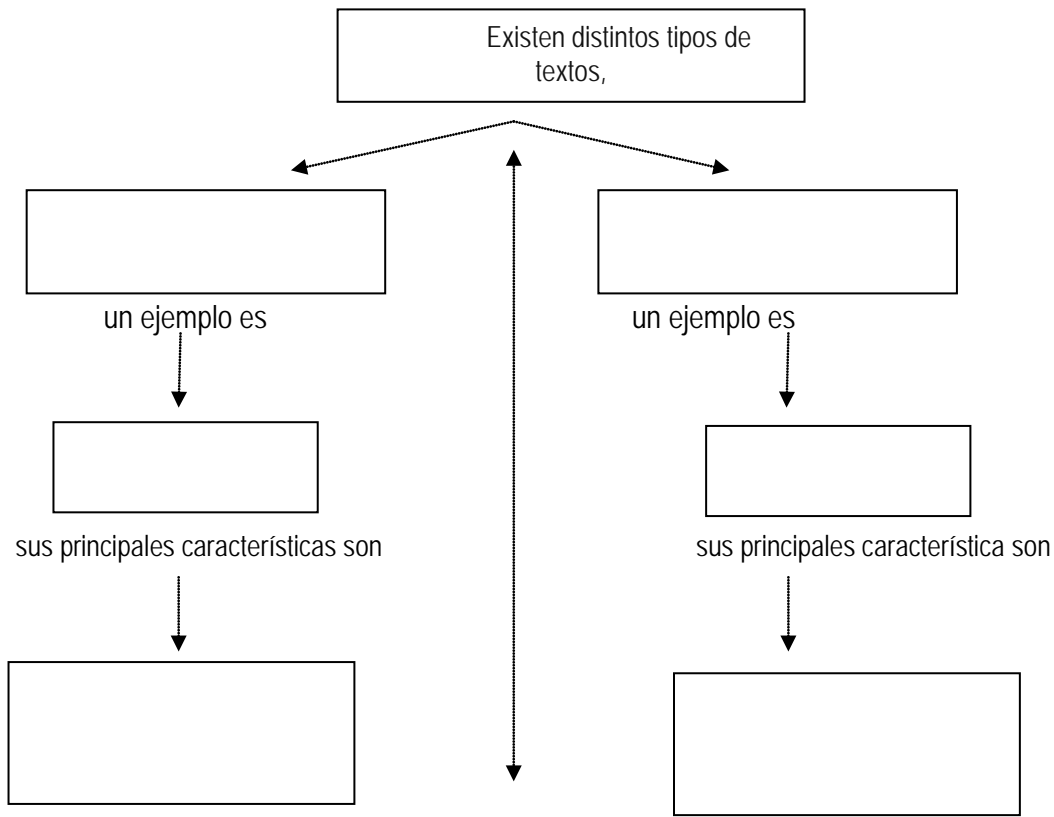 Existen distintos tipos de
textos,
un ejemplo es
un ejemplo es
sus principales características son
sus principales característica son